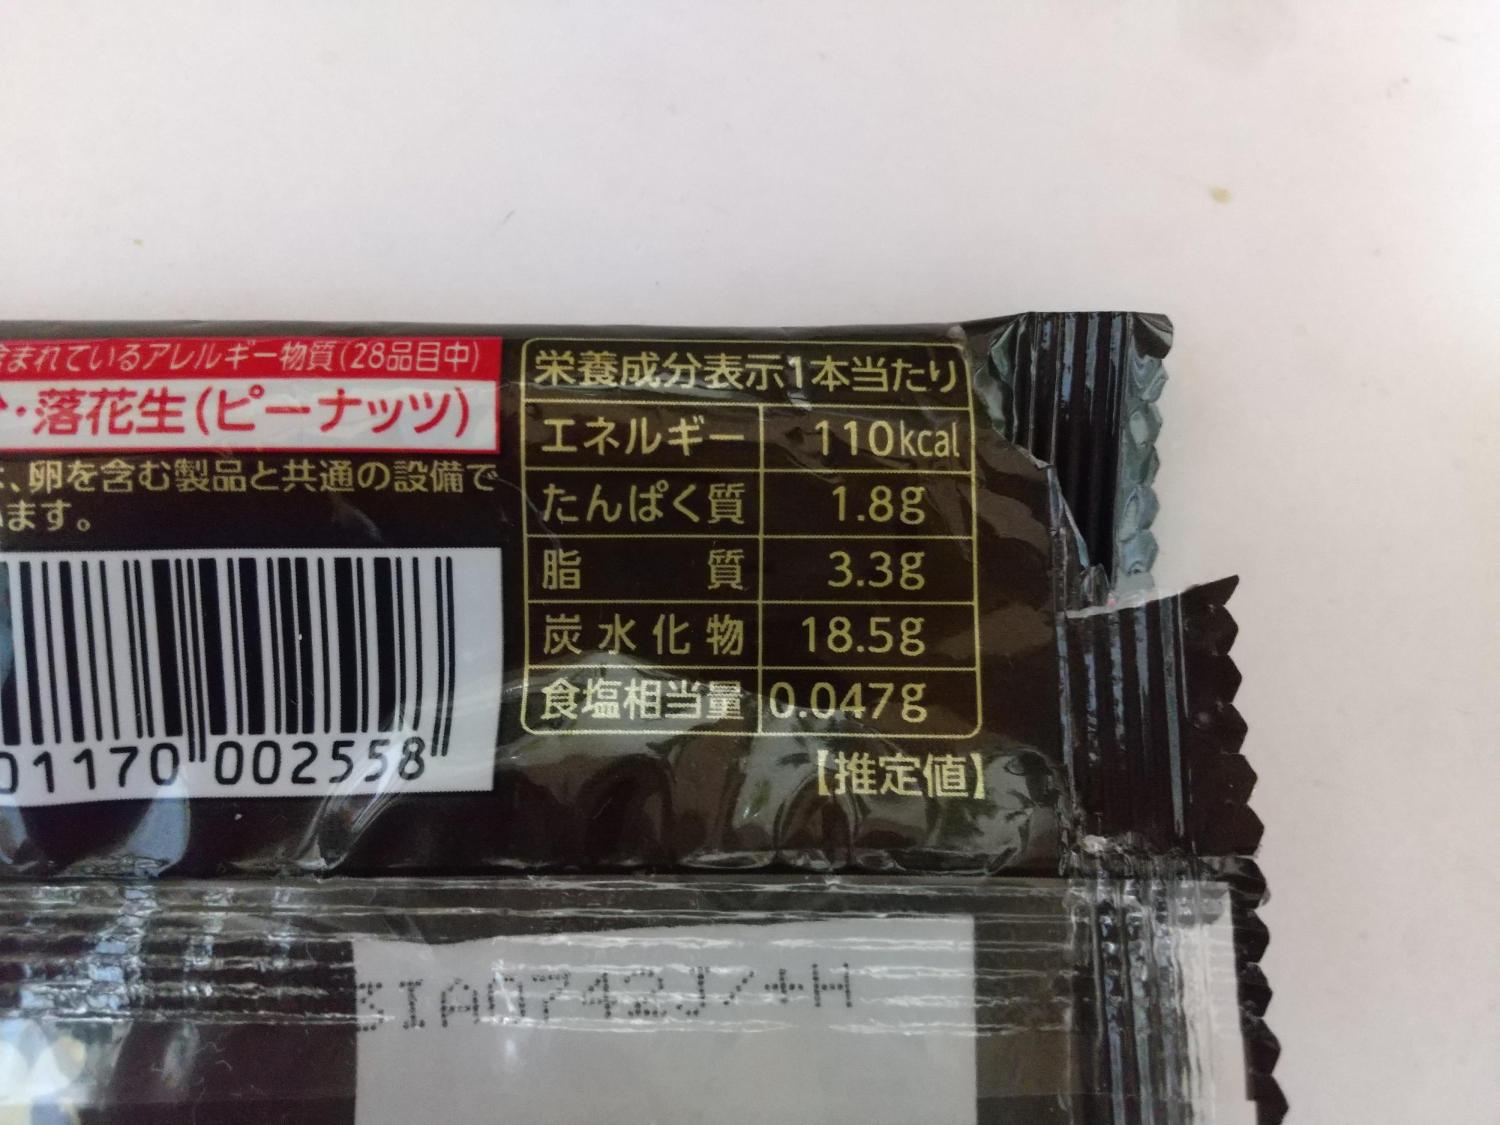 含まれているアレルギー物質(28品目中)
・落花生(ピーナッツ)
、卵を含む製品と共通の設備で
います。
01170 002558
栄養成分表示1本当たり
エネルギー 110kcal
たんぱく質 1.8g
脂質 3.3g
炭水化物 18.5g
食塩相当量 0.047g
【推定値】